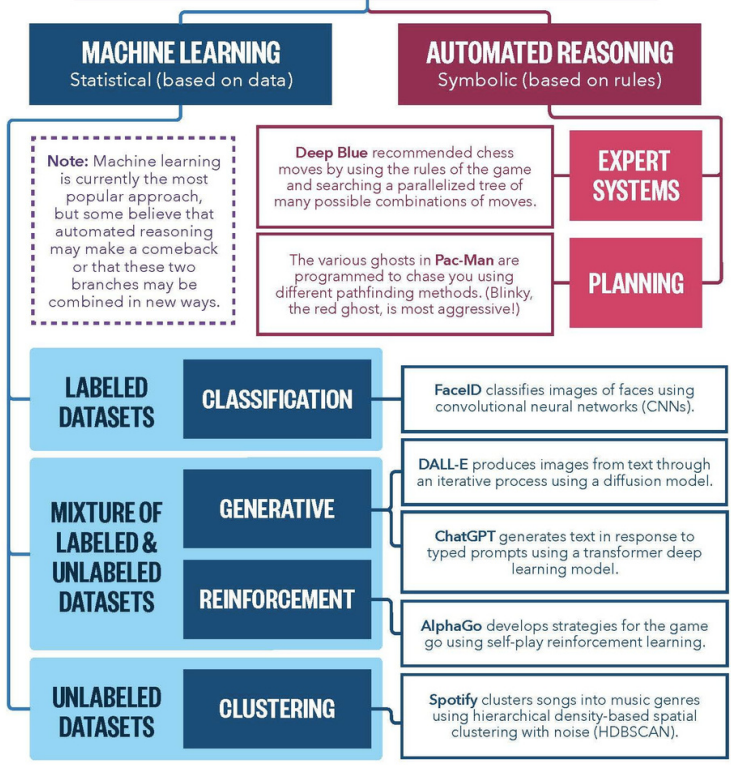 MACHINE LEARNING
Statistical (based on data)
AUTOMATED REASONING
Symbolic (based on rules)
Note: Machine learning
is currently the most
popular approach,
but some believe that
automated reasoning
may make a comeback
or that these two
branches may be
combined in new ways.
Deep Blue recommended chess
moves by using the rules of the game
and searching a parallelized tree of
many possible combinations of moves.
EXPERT
SYSTEMS
The various ghosts in Pac-Man are
programmed to chase you using
different pathfinding methods. (Blinky,
the red ghost, is most aggressive!)
PLANNING
LABELED
DATASETS
CLASSIFICATION
FaceID classifies images of faces using
convolutional neural networks (CNNs).
MIXTURE OF
LABELED &
UNLABELED
DATASETS
GENERATIVE
DALL-E produces images from text through
an iterative process using a diffusion model.
ChatGPT generates text in response to
typed prompts using a transformer deep
learning model.
REINFORCEMENT
AlphaGo develops strategies for the game
go using self-play reinforcement learning.
UNLABELED
DATASETS
CLUSTERING
Spotify clusters songs into music genres
using hierarchical density-based spatial
clustering with noise (HDBSCAN).